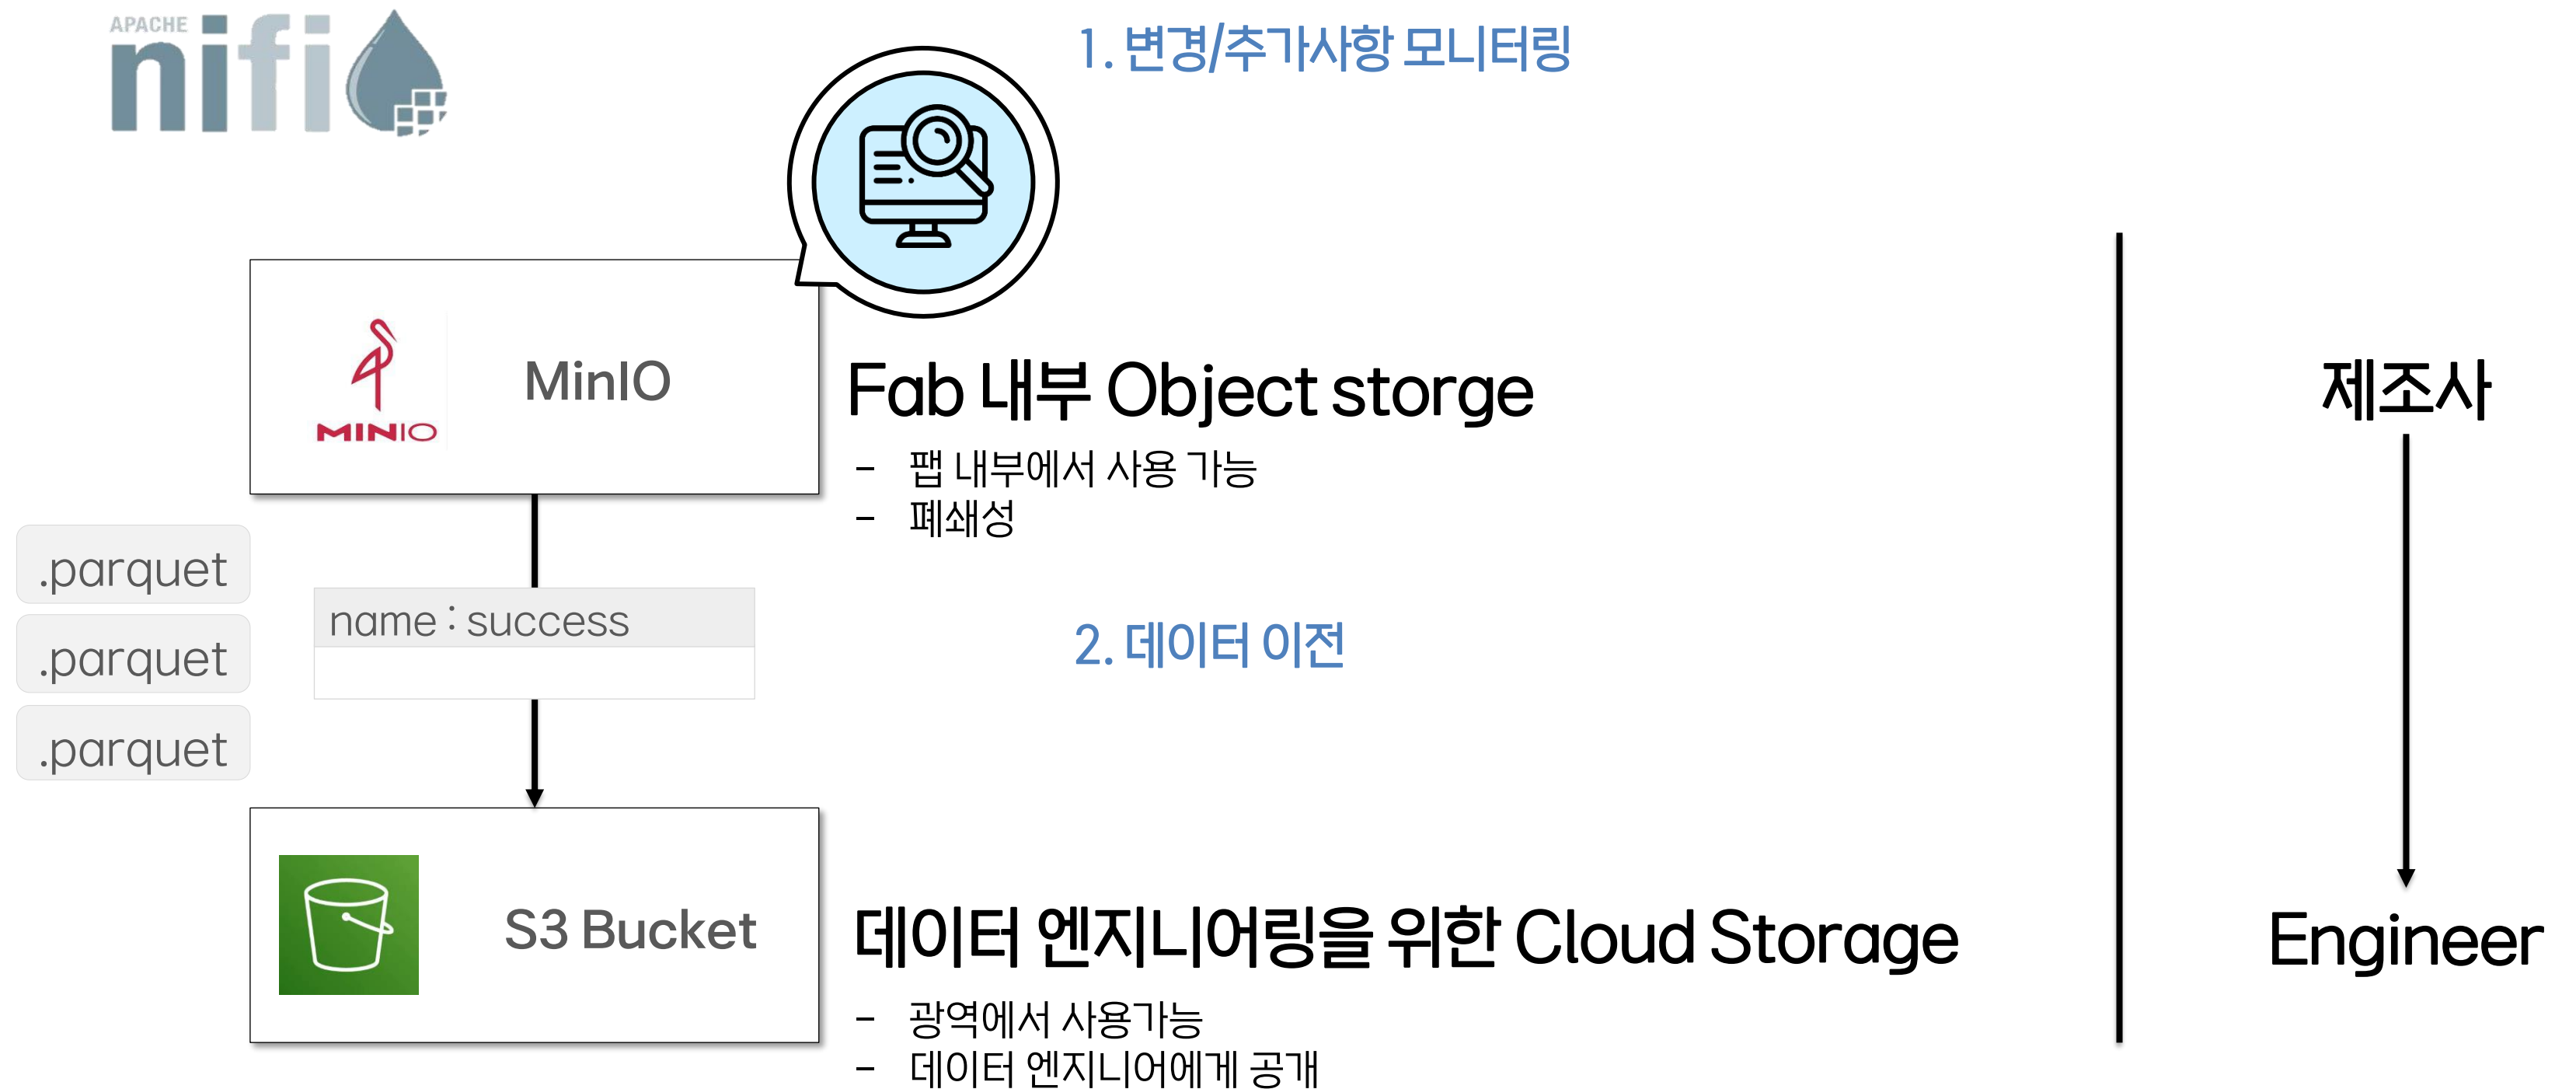 APACHE
nifi
1. 변경/추가사항 모니터링
MINIO
MinIO
Fab 내부 Object storge
- 팹 내부에서 사용 가능
- 폐쇄성
제조사
.parquet
.parquet
.parquet
name : success
2. 데이터 이전
S3 Bucket
데이터 엔지니어링을 위한 Cloud Storage
- 광역에서 사용가능
- 데이터 엔지니어에게 공개
Engineer